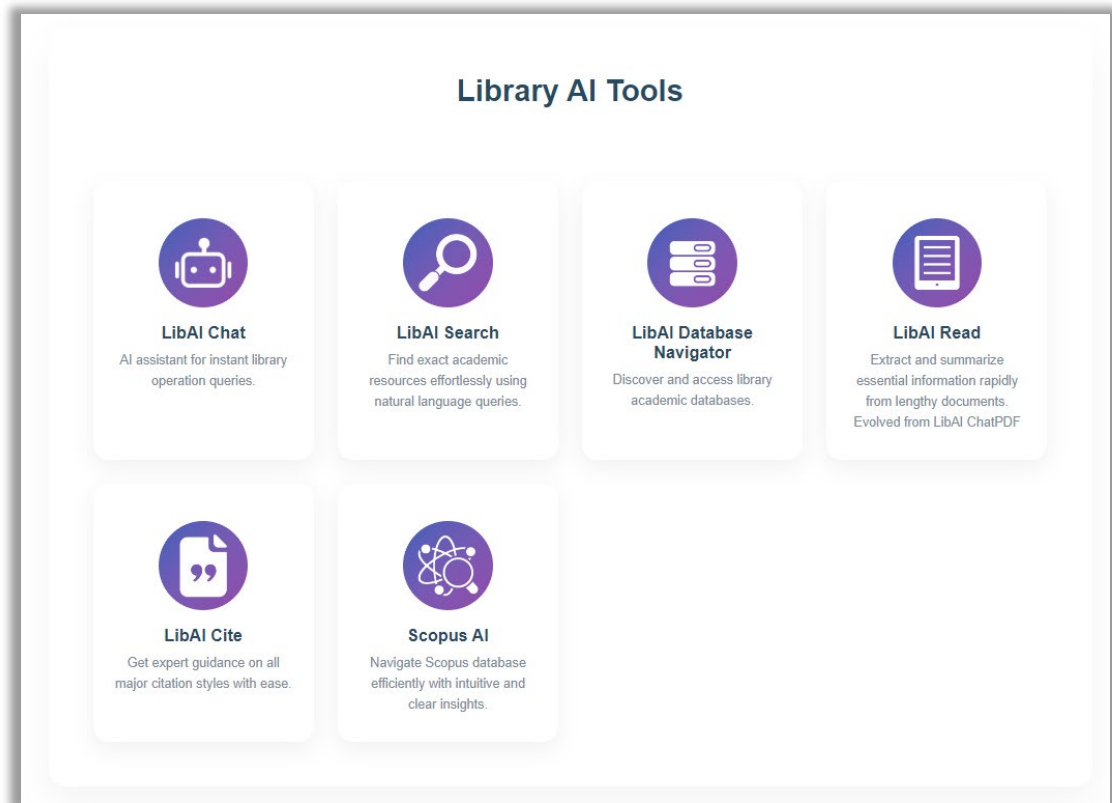 Library AI Tools
LibAI Chat
AI assistant for instant library
operation queries.
LibAI Search
Find exact academic
resources effortlessly using
natural language queries.
LibAI Database
Navigator
Discover and access library
academic databases.
LibAI Read
Extract and summarize
essential information rapidly
from lengthy documents.
Evolved from LibAI ChatPDF
LibAI Cite
Get expert guidance on all
major citation styles with ease.
Scopus AI
Navigate Scopus database
efficiently with intuitive and
clear insights.